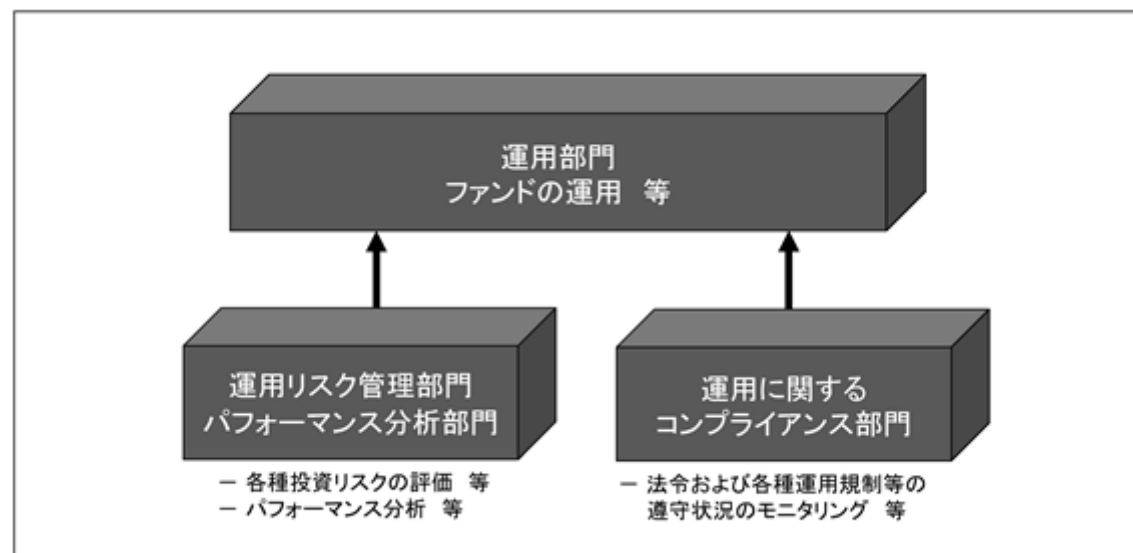 運用部門
ファンドの運用 等
運用リスク管理部門
パフォーマンス分析部門
－ 各種投資リスクの評価 等
－ パフォーマンス分析 等
運用に関する
コンプライアンス部門
－ 法令および各種運用規制等の
遵守状況のモニタリング 等